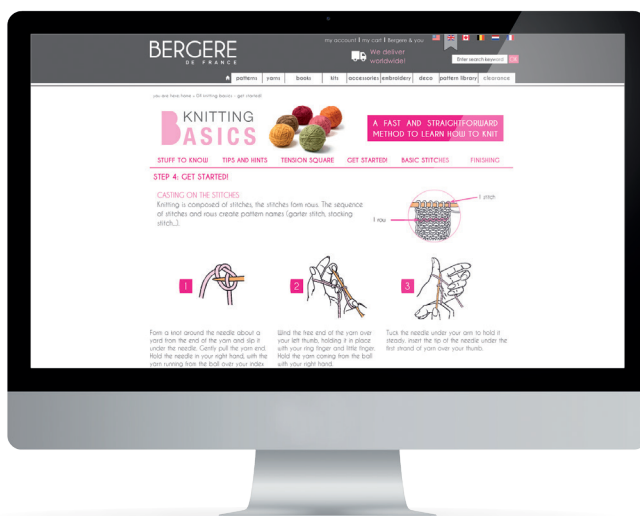 BERGERE
DE FRANCE
my account | my cart | Bergere & you
We deliver
worldwide!
Enter search keyword OK
patterns yarns books kits accessories embroidery deco pattern library clearance
you are here: home > Of knitting basics > get started!
KNITTING
BASICS
A FAST AND STRAIGHTFORWARD
METHOD TO LEARN HOW TO KNIT
STUFF TO KNOW TIPS AND HINTS TENSION SQUARE GET STARTED! BASIC STITCHES FINISHING
STEP 4: GET STARTED!
CASTING ON THE STITCHES
Knitting is composed of stitches, the stitches form rows. The sequence
of stitches and rows create pattern names (garter stitch, stocking
stitch...).
1 stitch
1 row
1
2
3
Form a knot around the needle about a
yard from the end of the yarn and slip it
under the needle. Gently pull the yarn end.
Hold the needle in your right hand, with the
yarn running from the ball over your index
Wind the free end of the yarn over
your left thumb, holding it in place
with your ring finger and little finger.
Hold the yarn coming from the ball
with your right hand.
Tuck the needle under your arm to hold it
steady, insert the tip of the needle under the
first strand of yarn over your thumb.